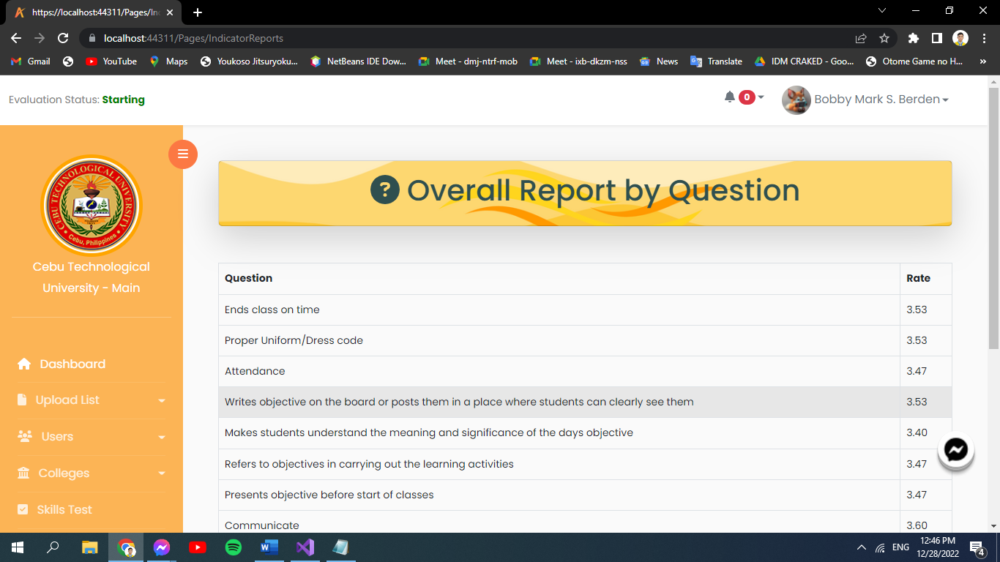 https://localhost:44311/Pages/Ind
localhost:44311/Pages/IndicatorReports
Gmail
YouTube
Maps
Youkoso Jitsuryoku...
NetBeans IDE Dow...
Meet - dmj-ntrf-mob
Meet - ixb-dkzm-nss
News
Translate
IDM CRAKED - Goo...
Otome Game no H...
Evaluation Status: Starting
0
Bobby Mark S. Berden
CEBU TECHNOLOGICAL UNIVERSITY
Cebu, Philippines
Cebu Technological
University - Main
Dashboard
Upload List
Users
Colleges
Skills Test
Overall Report by Question
Question Rate
Ends class on time 3.53
Proper Uniform/Dress code 3.53
Attendance 3.47
Writes objective on the board or posts them in a place where students can clearly see them 3.53
Makes students understand the meaning and significance of the days objective 3.40
Refers to objectives in carrying out the learning activities 3.47
Presents objective before start of classes 3.47
Communicate 3.60
ENG
12:46 PM
12/28/2022
4